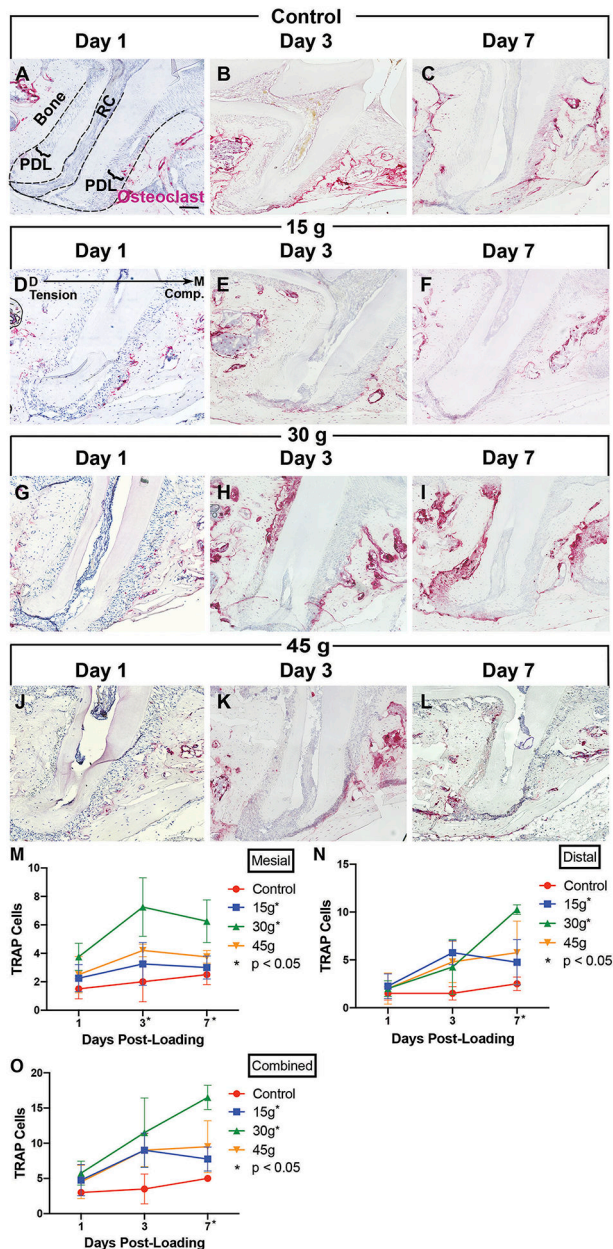 Control
Day 1 Day 3 Day 7
A B C
Bone
RC
PDL
PDL
Osteoclast
15 g
Day 1 Day 3 Day 7
D D M E F
Tension Comp.
30 g
Day 1 Day 3 Day 7
G H I
45 g
Day 1 Day 3 Day 7
J K L
M Mesial
10
8
6
4
2
0
TRAP Cells
1 3* 7*
Days Post-Loading
Control
15g*
30g*
45g
* p < 0.05
N Distal
15
10
5
0
TRAP Cells
1 3 7*
Days Post-Loading
Control
15g*
30g*
45g
* p < 0.05
O Combined
20
15
10
5
0
TRAP Cells
1 3 7*
Days Post-Loading
Control
15g*
30g*
45g
* p < 0.05